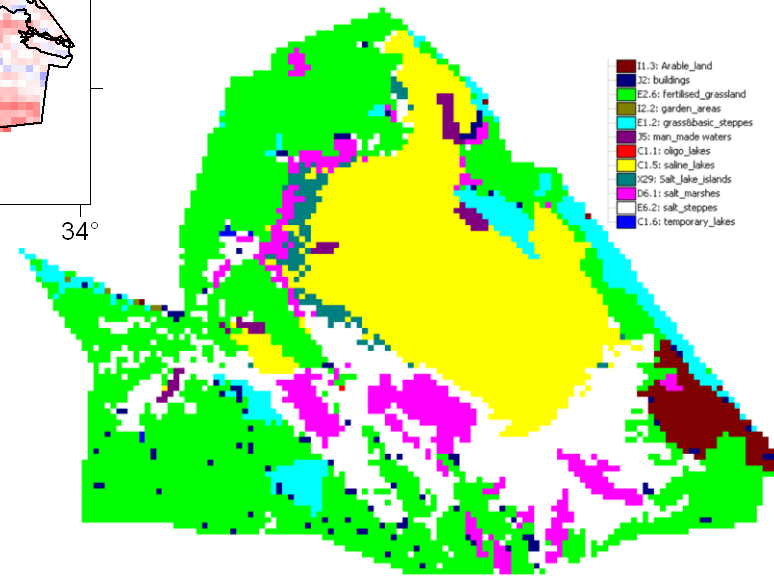 I1.3: Arable_land
J2: buildings
E2.6: fertilised_grassland
I2.2: garden_areas
E1.2: grass&basic_steppes
J5: man_made waters
C1.1: oligo_lakes
C1.5: saline_lakes
X29: Salt_lake_islands
D6.1: salt_marshes
E6.2: salt_steppes
C1.6: temporary_lakes
34°